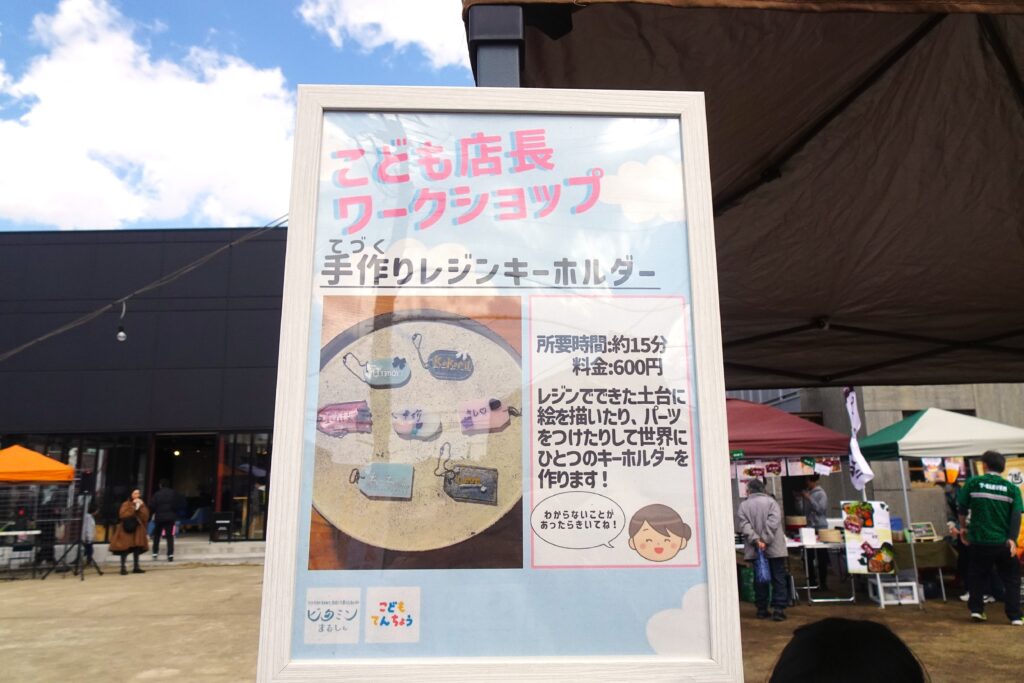 こども店長
ワークショップ
てづく
手作りレジンキーホルダー
所要時間:約15分
料金:600円
レジンでできた土台に
絵を描いたり、パーツ
をつけたりして世界に
ひとつのキーホルダーを
作ります！
わからないことが
あったらきいてね！
ビタミン
まるしぇ
こども
てんちょう